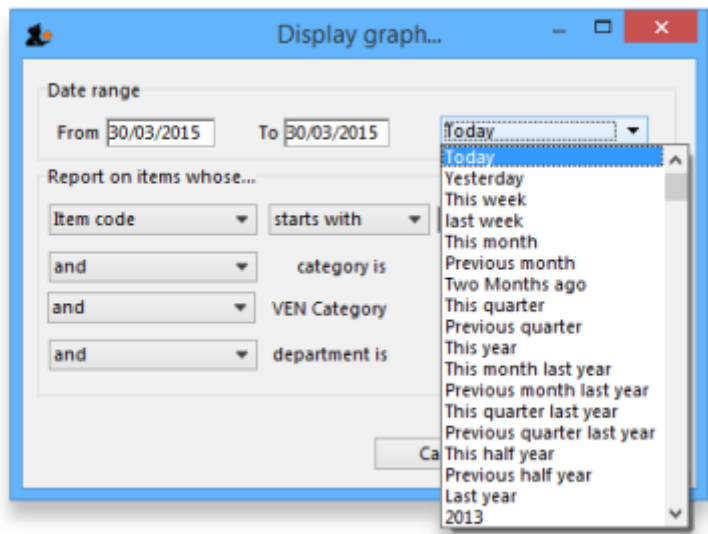 Display graph...
Date range
From 30/03/2015 To 30/03/2015 Today
Today
Yesterday
This week
last week
This month
Previous month
Two Months ago
This quarter
Previous quarter
This year
This month last year
Previous month last year
This quarter last year
Previous quarter last year
This half year
Previous half year
Last year
2013
Report on items whose...
Item code starts with
and category is
and VEN Category
and department is
Ca